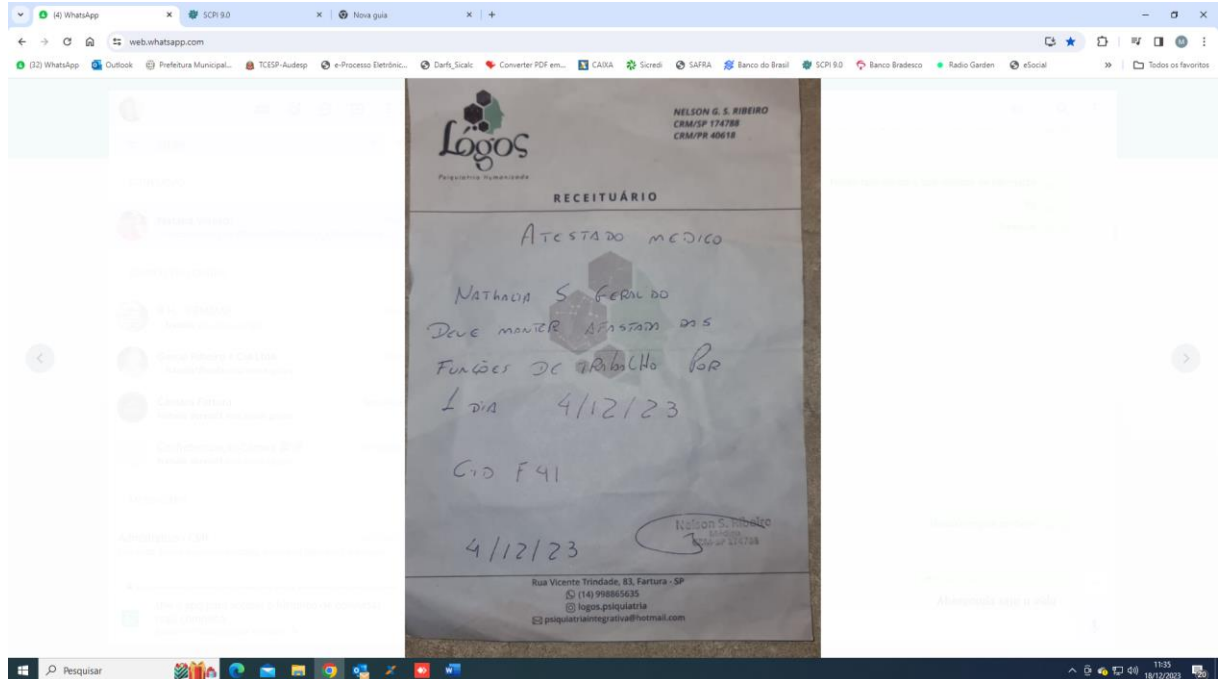 (4) WhatsApp
SCPI 9.0
Nova guia
web.whatsapp.com
(32) WhatsApp
Outlook
Prefeitura Municipal...
TCESP-Audesp
e-Processo Eletrônic...
Darfs_Sicalc
Converter PDF em...
CAIXA
Sicredi
SAFRA
Banco do Brasil
SCPI 9.0
Banco Bradesco
Radio Garden
eSocial
Todos os favoritos
Lógos
Psiquiatria Humanizada
NELSON G. S. RIBEIRO
CRM/SP 174788
CRM/PR 40618
RECEITUÁRIO
ATESTADO MEDICO
NATHALIA S GERALDO
DEVE MANTER AFASTADA DAS
FUNÇÕES DE TRABALHO POR
1 DIA 4/12/23
CID F41
Nelson S. Ribeiro
Médico
CRM-SP 174788
4/12/23
Rua Vicente Trindade, 83, Fartura - SP
(14) 998865635
logos.psiquiatria
psiquiatriaintegrativa@hotmail.com
Pesquisar
11:35
18/12/2023